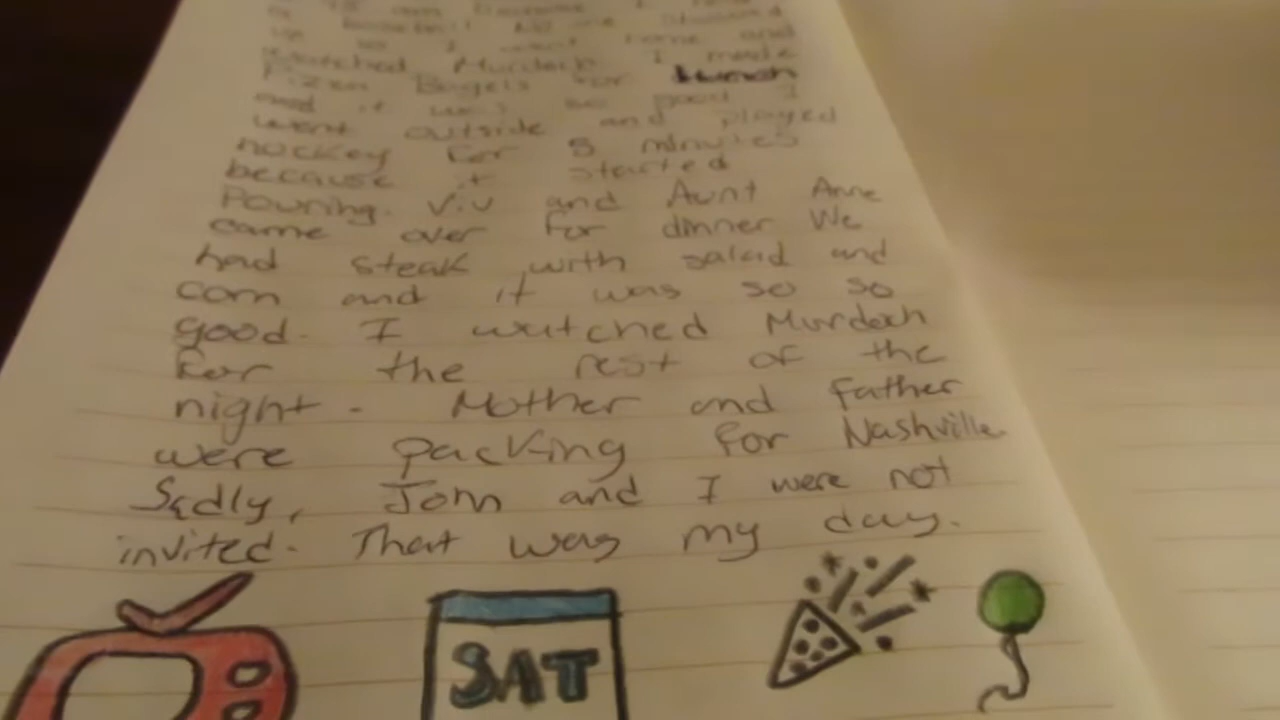 home and
watched Murdoch I made
Pizza Bagels for lunch
and it was so good I
went outside and played
hockey for 5 minutes
because it started
Pouring. Viv and Aunt Anne
came over for dinner We
had steak with salad and
corn and it was so so
good. I watched Murdoch
for the rest of the
night. Mother and father
were packing for Nashville
Sadly, John and I were not
invited. That was my day.
SAT